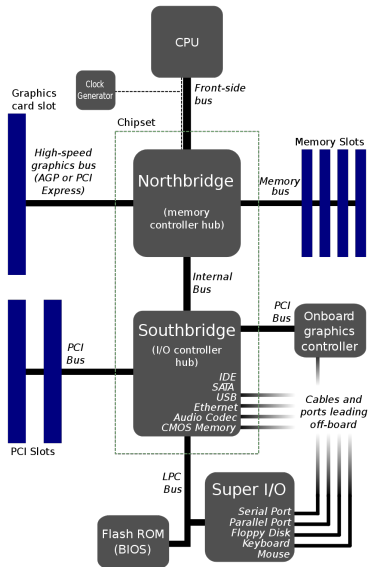 CPU
Clock
Generator
Front-side
bus
Graphics
card slot
Chipset
High-speed
graphics bus
(AGP or PCI
Express)
Northbridge
(memory
controller hub)
Memory
bus
Memory Slots
Internal
Bus
PCI
Bus
Southbridge
(I/O controller
hub)
IDE
SATA
USB
Ethernet
Audio Codec
CMOS Memory
PCI
Bus
Onboard
graphics
controller
Cables and
ports leading
off-board
PCI Slots
LPC
Bus
Super I/O
Serial Port
Parallel Port
Floppy Disk
Keyboard
Mouse
Flash ROM
(BIOS)